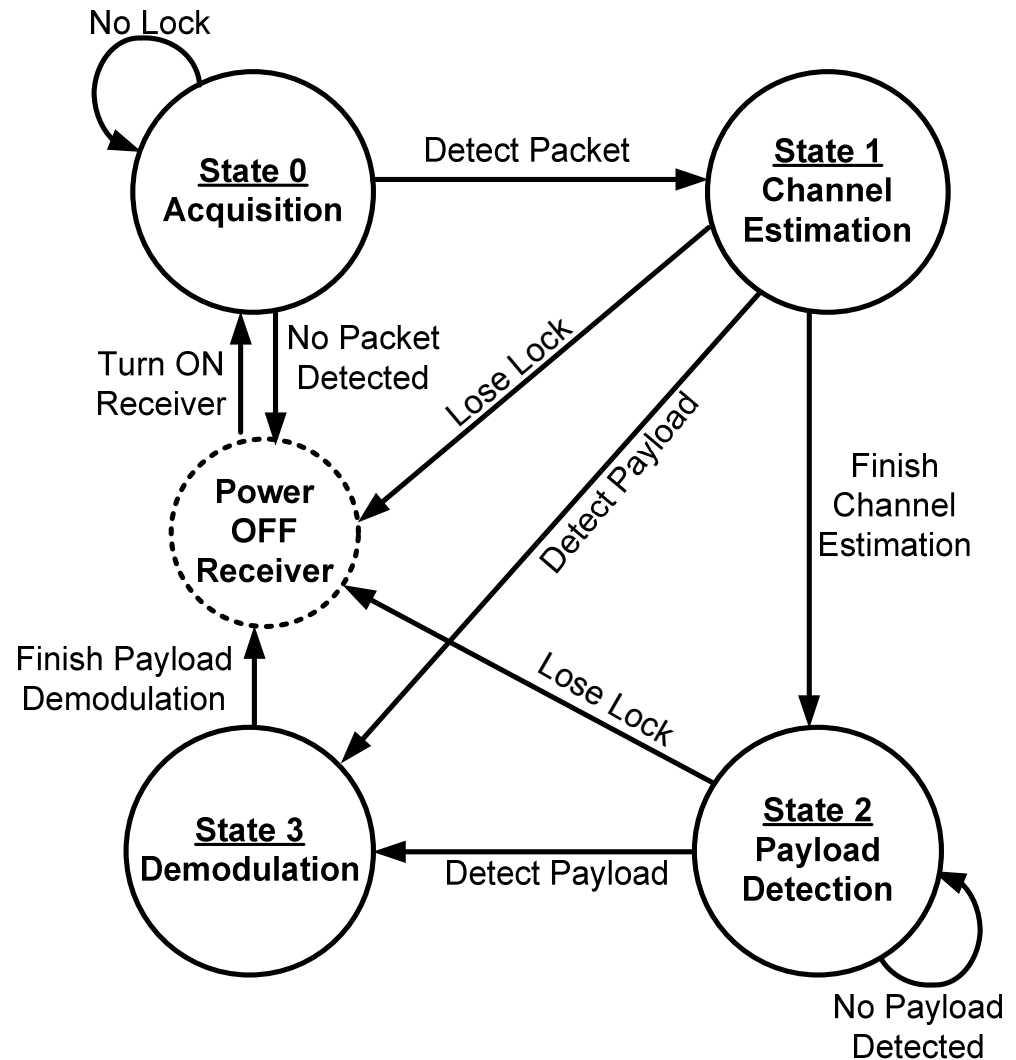 No Lock
State 0
Acquisition
Detect Packet
State 1
Channel
Estimation
Turn ON
Receiver
No Packet
Detected
Lose Lock
Detect Payload
Finish
Channel
Estimation
Power
OFF
Receiver
Finish Payload
Demodulation
Lose Lock
State 3
Demodulation
Detect Payload
State 2
Payload
Detection
No Payload
Detected